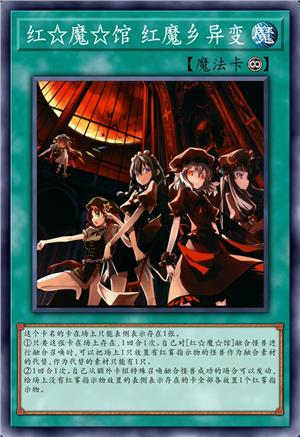 红☆魔☆馆 红魔乡异变
魔
【魔法卡】
这个卡名的卡在场上只能表侧表示存在1张。
①只要这张卡在场上存在,1回合1次,自己对[红☆魔☆馆]融合怪兽进
行融合召唤时,可以把场上1只放置有红雾指示物的怪兽作为融合素材
的代替,作为代替的素材只能有1只。
②1回合1次,自己从额外卡组特殊召唤融合怪兽成功的场合可以发动,
给场上没有红雾指示物放置的表侧表示存在的卡全部各放置1个红雾指
示物。